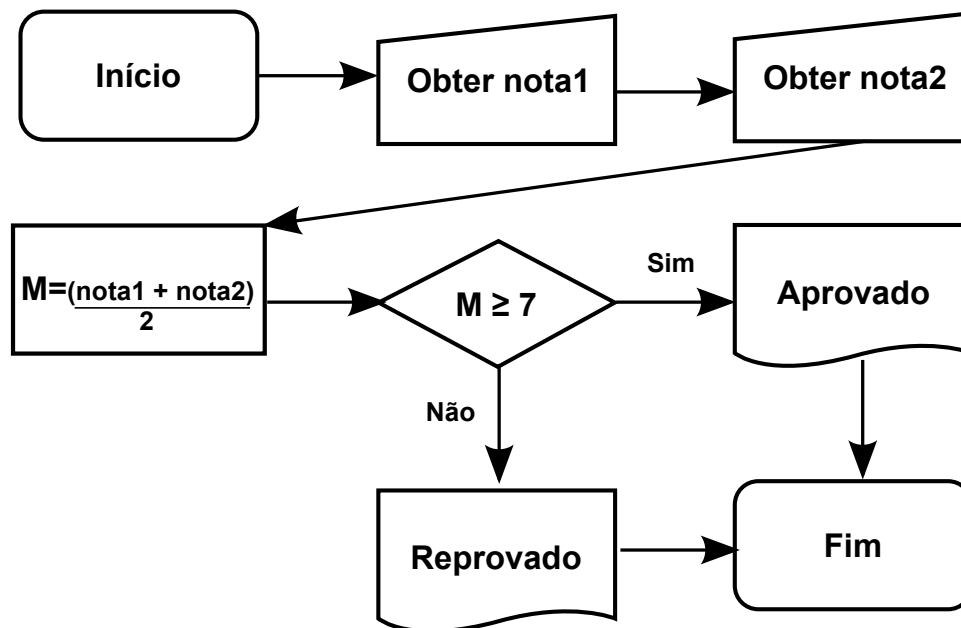 Início
Obter nota1
Obter nota2
M=(nota1 + nota2)
2
M ≥ 7
Sim
Aprovado
Não
Reprovado
Fim